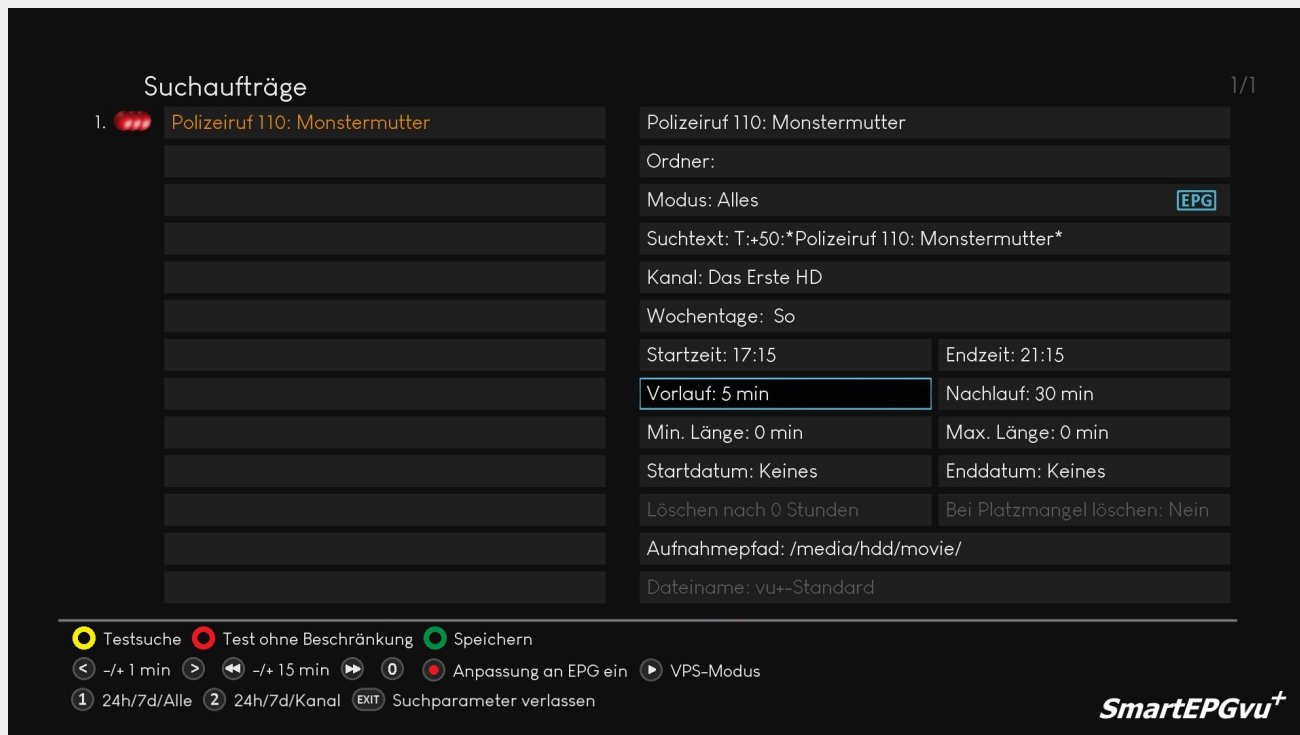 Suchaufträge
1/1
1. Polizeiruf 110: Monstermutter
Polizeiruf 110: Monstermutter
Ordner:
Modus: Alles EPG
Suchtext: T:+50:*Polizeiruf 110: Monstermutter*
Kanal: Das Erste HD
Wochentage: So
Startzeit: 17:15 Endzeit: 21:15
Vorlauf: 5 min Nachlauf: 30 min
Min. Länge: 0 min Max. Länge: 0 min
Startdatum: Keines Enddatum: Keines
Löschen nach 0 Stunden Bei Platzmangel löschen: Nein
Aufnahmepfad: /media/hdd/movie/
Dateiname: vu+-Standard
Testsuche Test ohne Beschränkung Speichern
< -/+ 1 min > -/+ 15 min 0 Anpassung an EPG ein VPS-Modus
1 24h/7d/Alle 2 24h/7d/Kanal EXIT Suchparameter verlassen
SmartEPGvu+